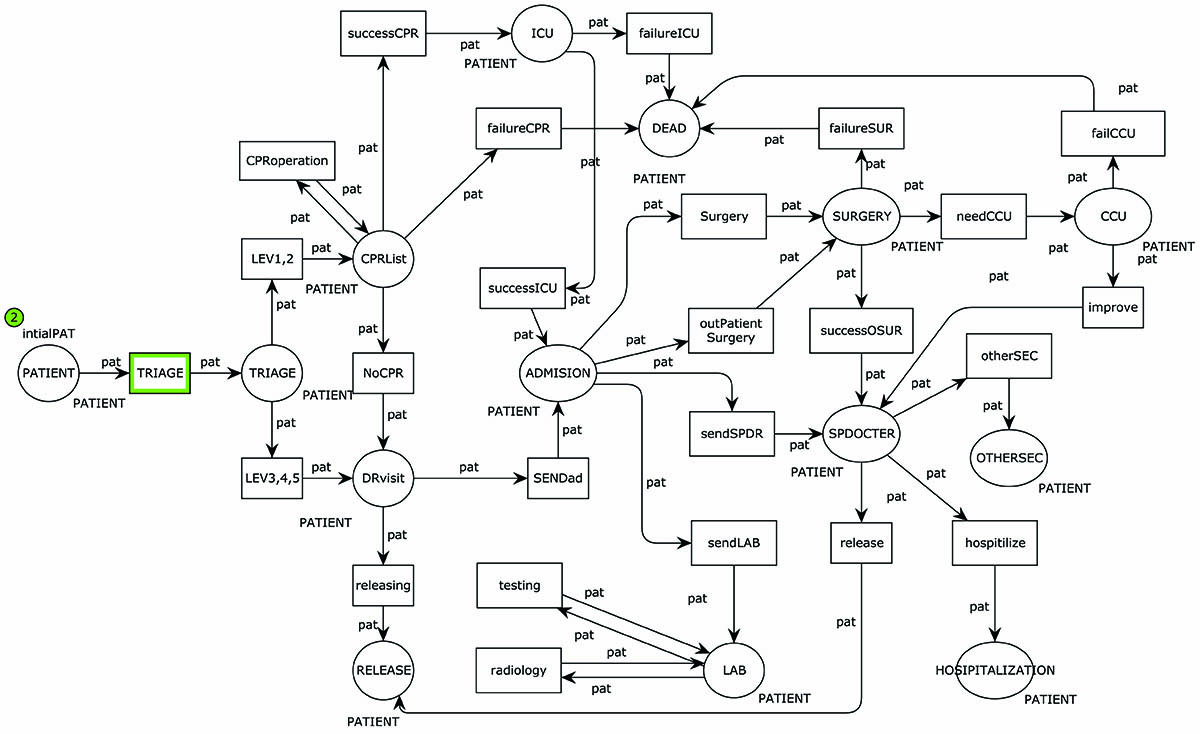 successCPR
pat
ICU
pat
failureICU
PATIENT
pat
pat
CPRoperation
pat
pat
pat
failureCPR
pat
pat
DEAD
PATIENT
pat
failureSUR
pat
pat
failCCU
pat
LEV1,2
pat
CPRList
PATIENT
pat
Surgery
pat
SURGERY
PATIENT
pat
needCCU
pat
CCU
PATIENT
pat
successICU
pat
pat
pat
outPatient
Surgery
pat
pat
successOSUR
pat
improve
2
intialPAT
PATIENT
PATIENT
pat
TRIAGE
pat
TRIAGE
PATIENT
pat
pat
NoCPR
pat
pat
ADMISION
PATIENT
pat
pat
sendSPDR
pat
pat
SPDOCTER
PATIENT
pat
otherSEC
pat
OTHERSEC
PATIENT
LEV3,4,5
pat
DRvisit
PATIENT
pat
SENDad
pat
pat
sendLAB
pat
pat
release
pat
hospitilize
pat
releasing
pat
testing
pat
pat
radiology
pat
pat
LAB
PATIENT
pat
RELEASE
PATIENT
pat
HOSIPITALIZATION
PATIENT